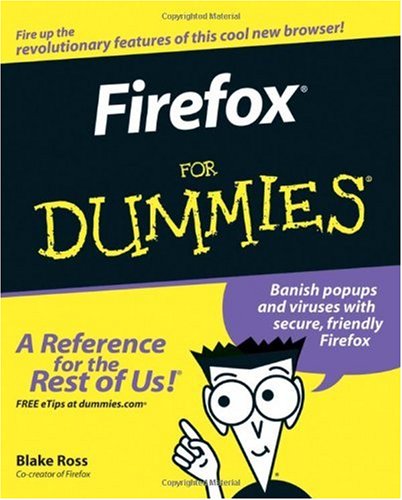 Copyrighted Material
Fire up the
revolutionary features of this cool new browser!
Firefox®
FOR
DUMMIES®
Banish popups
and viruses with
secure, friendly
Firefox
A Reference
for the
Rest of Us!®
FREE eTips at dummies.com®
Blake Ross
Co-creator of Firefox
Copyrighted Material